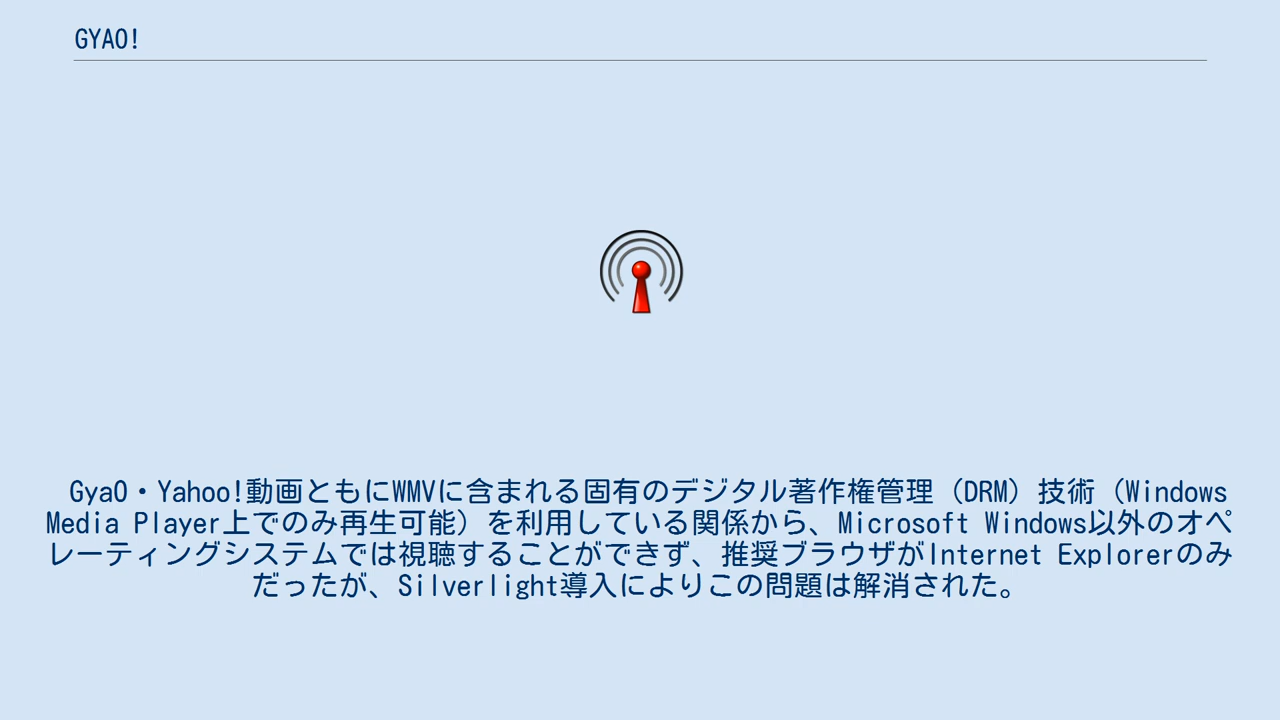 GYAO!
GyaO・Yahoo!動画ともにWMVに含まれる固有のデジタル著作権管理（DRM）技術（Windows
Media Player上でのみ再生可能）を利用している関係から、Microsoft Windows以外のオペ
レーティングシステムでは視聴することができず、推奨ブラウザがInternet Explorerのみ
だったが、Silverlight導入によりこの問題は解消された。